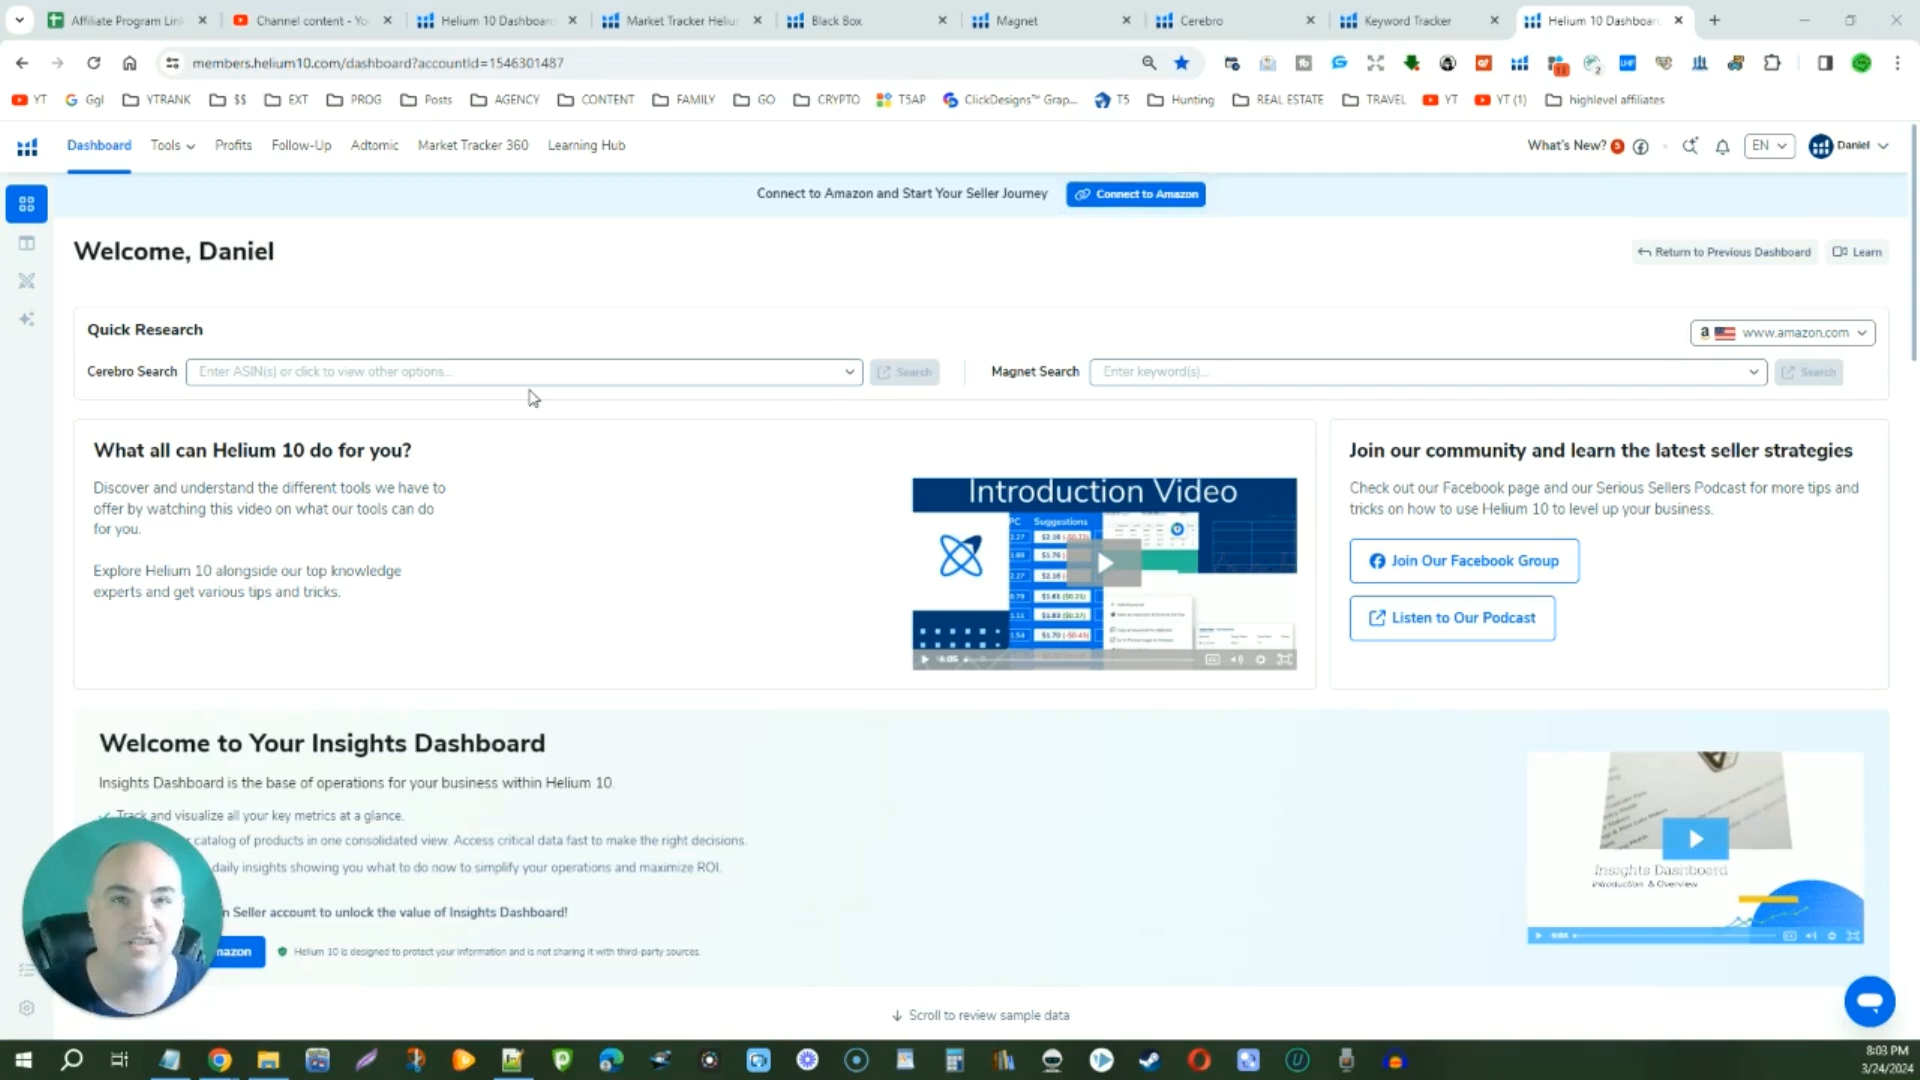 Affiliate Program Link
Channel content - Yo
Helium 10 Dashboard
Market Tracker Helium
Black Box
Magnet
Cerebro
Keyword Tracker
Helium 10 Dashboard
members.helium10.com/dashboard?accountId=1546301487
YT
Ggl
YTRANK
$$
EXT
PROG
Posts
AGENCY
CONTENT
FAMILY
GO
CRYPTO
T5AP
ClickDesigns™ Grap...
T5
Hunting
REAL ESTATE
TRAVEL
YT
YT (1)
highlevel affiliates
Dashboard
Tools
Profits
Follow-Up
Adtomic
Market Tracker 360
Learning Hub
What's New? 5
EN
Daniel
Connect to Amazon and Start Your Seller Journey
Connect to Amazon
Welcome, Daniel
Return to Previous Dashboard
Learn
Quick Research
www.amazon.com
Cerebro Search
Enter ASIN(s) or click to view other options...
Search
Magnet Search
Enter keyword(s)...
Search
What all can Helium 10 do for you?
Discover and understand the different tools we have to
offer by watching this video on what our tools can do
for you.
Explore Helium 10 alongside our top knowledge
experts and get various tips and tricks.
Introduction Video
PC Suggestions
6:05
Join our community and learn the latest seller strategies
Check out our Facebook page and our Serious Sellers Podcast for more tips and
tricks on how to use Helium 10 to level up your business.
Join Our Facebook Group
Listen to Our Podcast
Welcome to Your Insights Dashboard
Insights Dashboard is the base of operations for your business within Helium 10.
Track and visualize all your key metrics at a glance.
catalog of products in one consolidated view. Access critical data fast to make the right decisions.
daily insights showing you what to do now to simplify your operations and maximize ROI.
n Seller account to unlock the value of Insights Dashboard!
mazon
Helium 10 is designed to protect your information and is not sharing it with third-party sources.
Insights Dashboard
Introduction & Overview
Scroll to review sample data
8:03 PM
3/24/2024